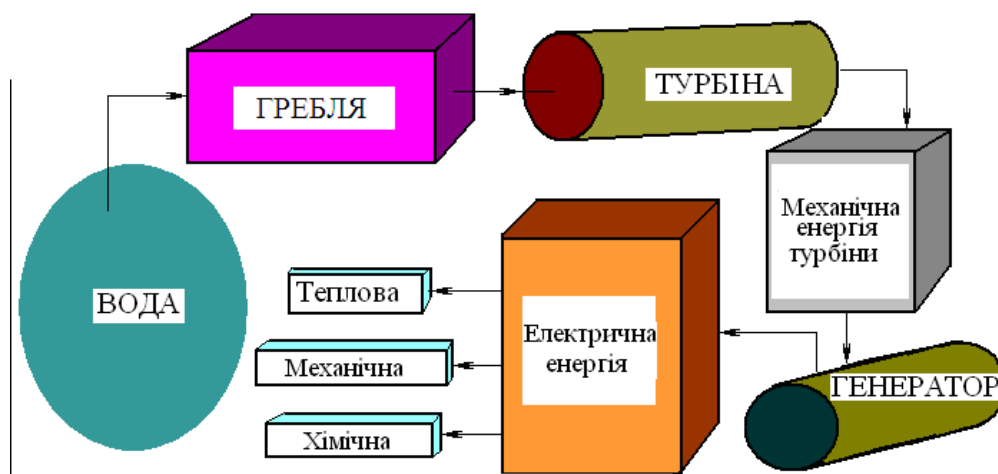 ВОДА
ГРЕБЛЯ
ТУРБІНА
Механічна
енергія
турбіни
ГЕНЕРАТОР
Електрична
енергія
Теплова
Механічна
Хімічна